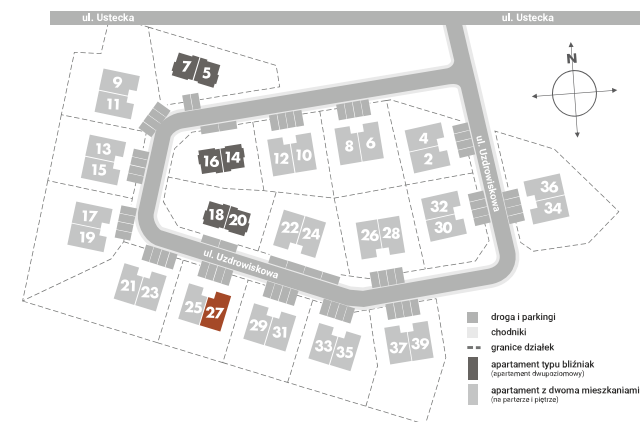 ul. Ustecka
ul. Ustecka
N
7 5
9
11
13
15
16 14
12 10
8 6
4
2
ul. Uzdrowiskowa
36
34
17
19
18 20
22 24
26 28
32
30
ul. Uzdrowiskowa
21 23
25 27
29 31
33 35
37 39
droga i parkingi
chodniki
granice działek
apartament typu bliźniak
(apartament dwupoziomowy)
apartament z dwoma mieszkaniami
(na parterze i piętrze)